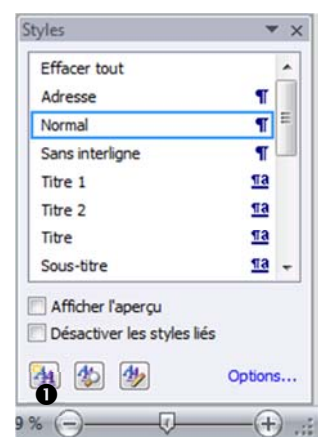 Styles
Effacer tout
Adresse ¶
Normal ¶
Sans interligne ¶
Titre 1 ¶a
Titre 2 ¶a
Titre ¶a
Sous-titre ¶a
Afficher l'aperçu
Désactiver les styles liés
❶
Options...
9 %